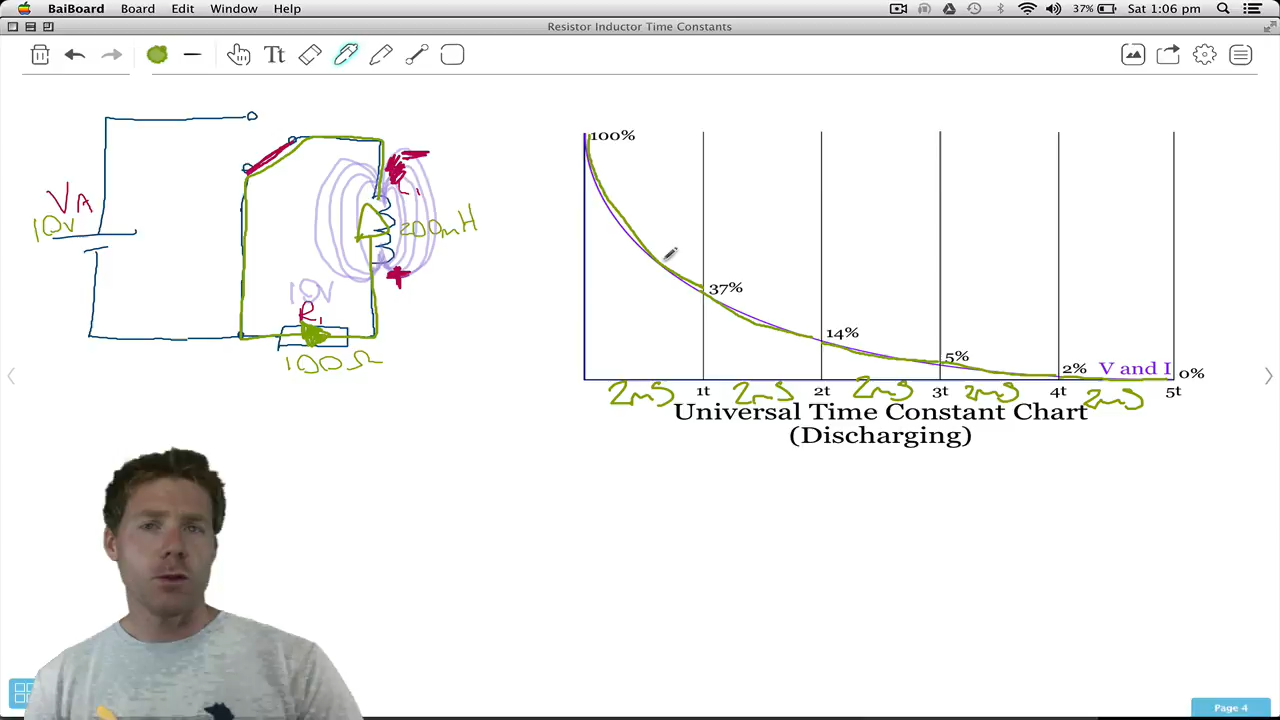 BaiBoard Board Edit Window Help 37% Sat 1:06 pm
Resistor Inductor Time Constants
Tt
VA
10V
L1
200mH
10V
R1
100Ω
100%
37%
14%
5%
2%
V and I
0%
2mS 2mS 2mS 2mS 2mS
1t 2t 3t 4t 5t
Universal Time Constant Chart
(Discharging)
Page 4